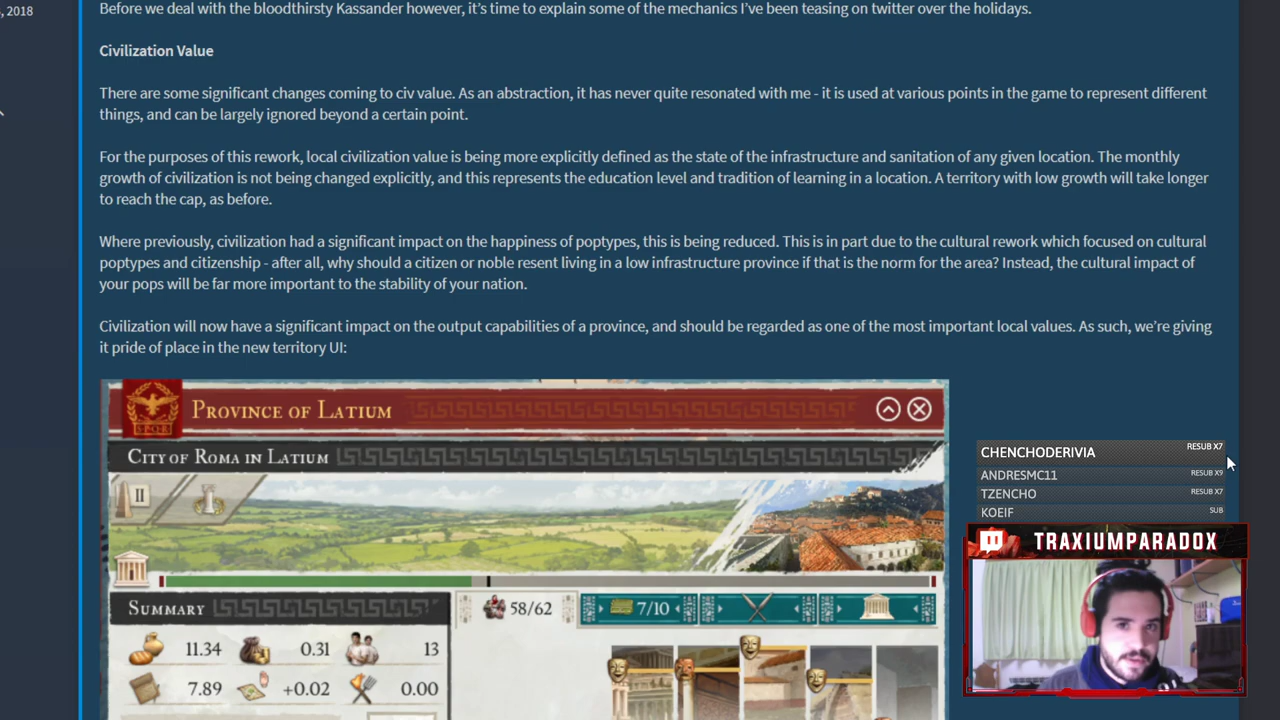 , 2018
Before we deal with the bloodthirsty Kassander however, it's time to explain some of the mechanics I've been teasing on twitter over the holidays.
Civilization Value
There are some significant changes coming to civ value. As an abstraction, it has never quite resonated with me - it is used at various points in the game to represent different
things, and can be largely ignored beyond a certain point.
For the purposes of this rework, local civilization value is being more explicitly defined as the state of the infrastructure and sanitation of any given location. The monthly
growth of civilization is not being changed explicitly, and this represents the education level and tradition of learning in a location. A territory with low growth will take longer
to reach the cap, as before.
Where previously, civilization had a significant impact on the happiness of poptypes, this is being reduced. This is in part due to the cultural rework which focused on cultural
poptypes and citizenship - after all, why should a citizen or noble resent living in a low infrastructure province if that is the norm for the area? Instead, the cultural impact of
your pops will be far more important to the stability of your nation.
Civilization will now have a significant impact on the output capabilities of a province, and should be regarded as one of the most important local values. As such, we're giving
it pride of place in the new territory UI:
PROVINCE OF LATIUM
SPQR
CITY OF ROMA IN LATIUM
II
SUMMARY
58/62
7/10
11.34
0.31
13
7.89
+0.02
0.00
CHENCHODERIVIA RESUB X7
ANDRESMC11 RESUB X9
TZENCHO RESUB X7
KOEIF SUB
TRAXIUMPARADOX